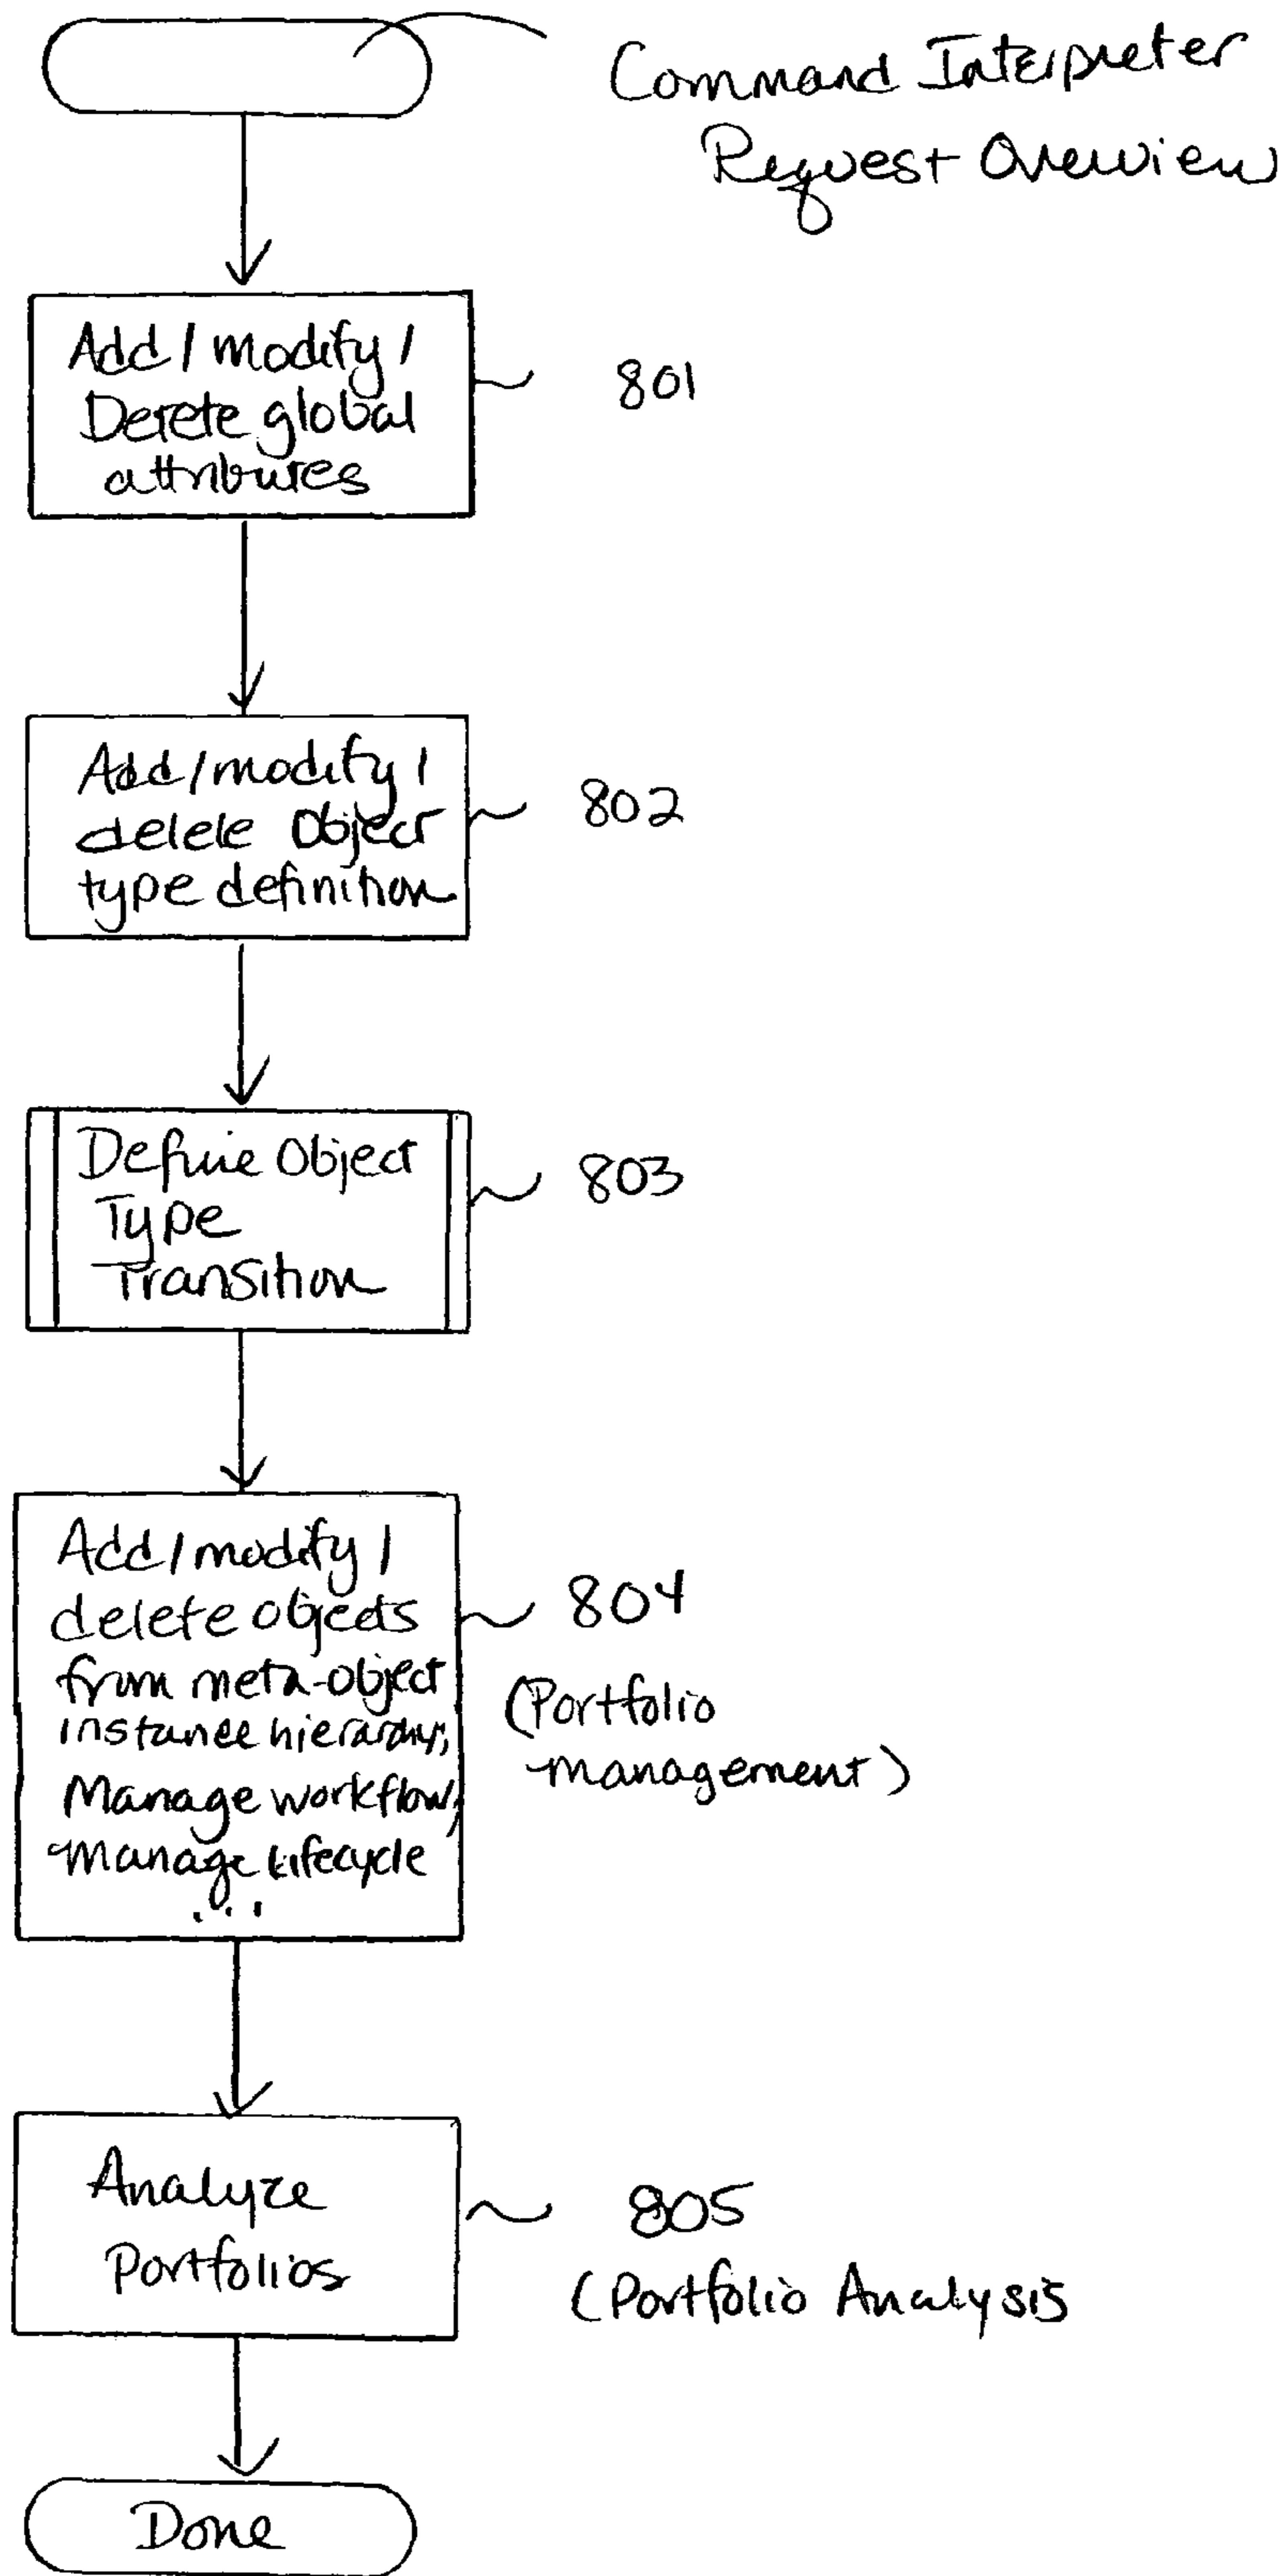 Command Interpreter
Request Overview
Add / modify /
Delete global
attributes
801
Add / modify /
delete Object
type definition
802
Define Object
Type
Transition
803
Add / modify /
delete objects
from meta-object
instance hierarchy;
Manage workflow;
Manage Lifecycle
...
804
(Portfolio
management)
Analyze
Portfolios
805
(Portfolio Analysis
Done